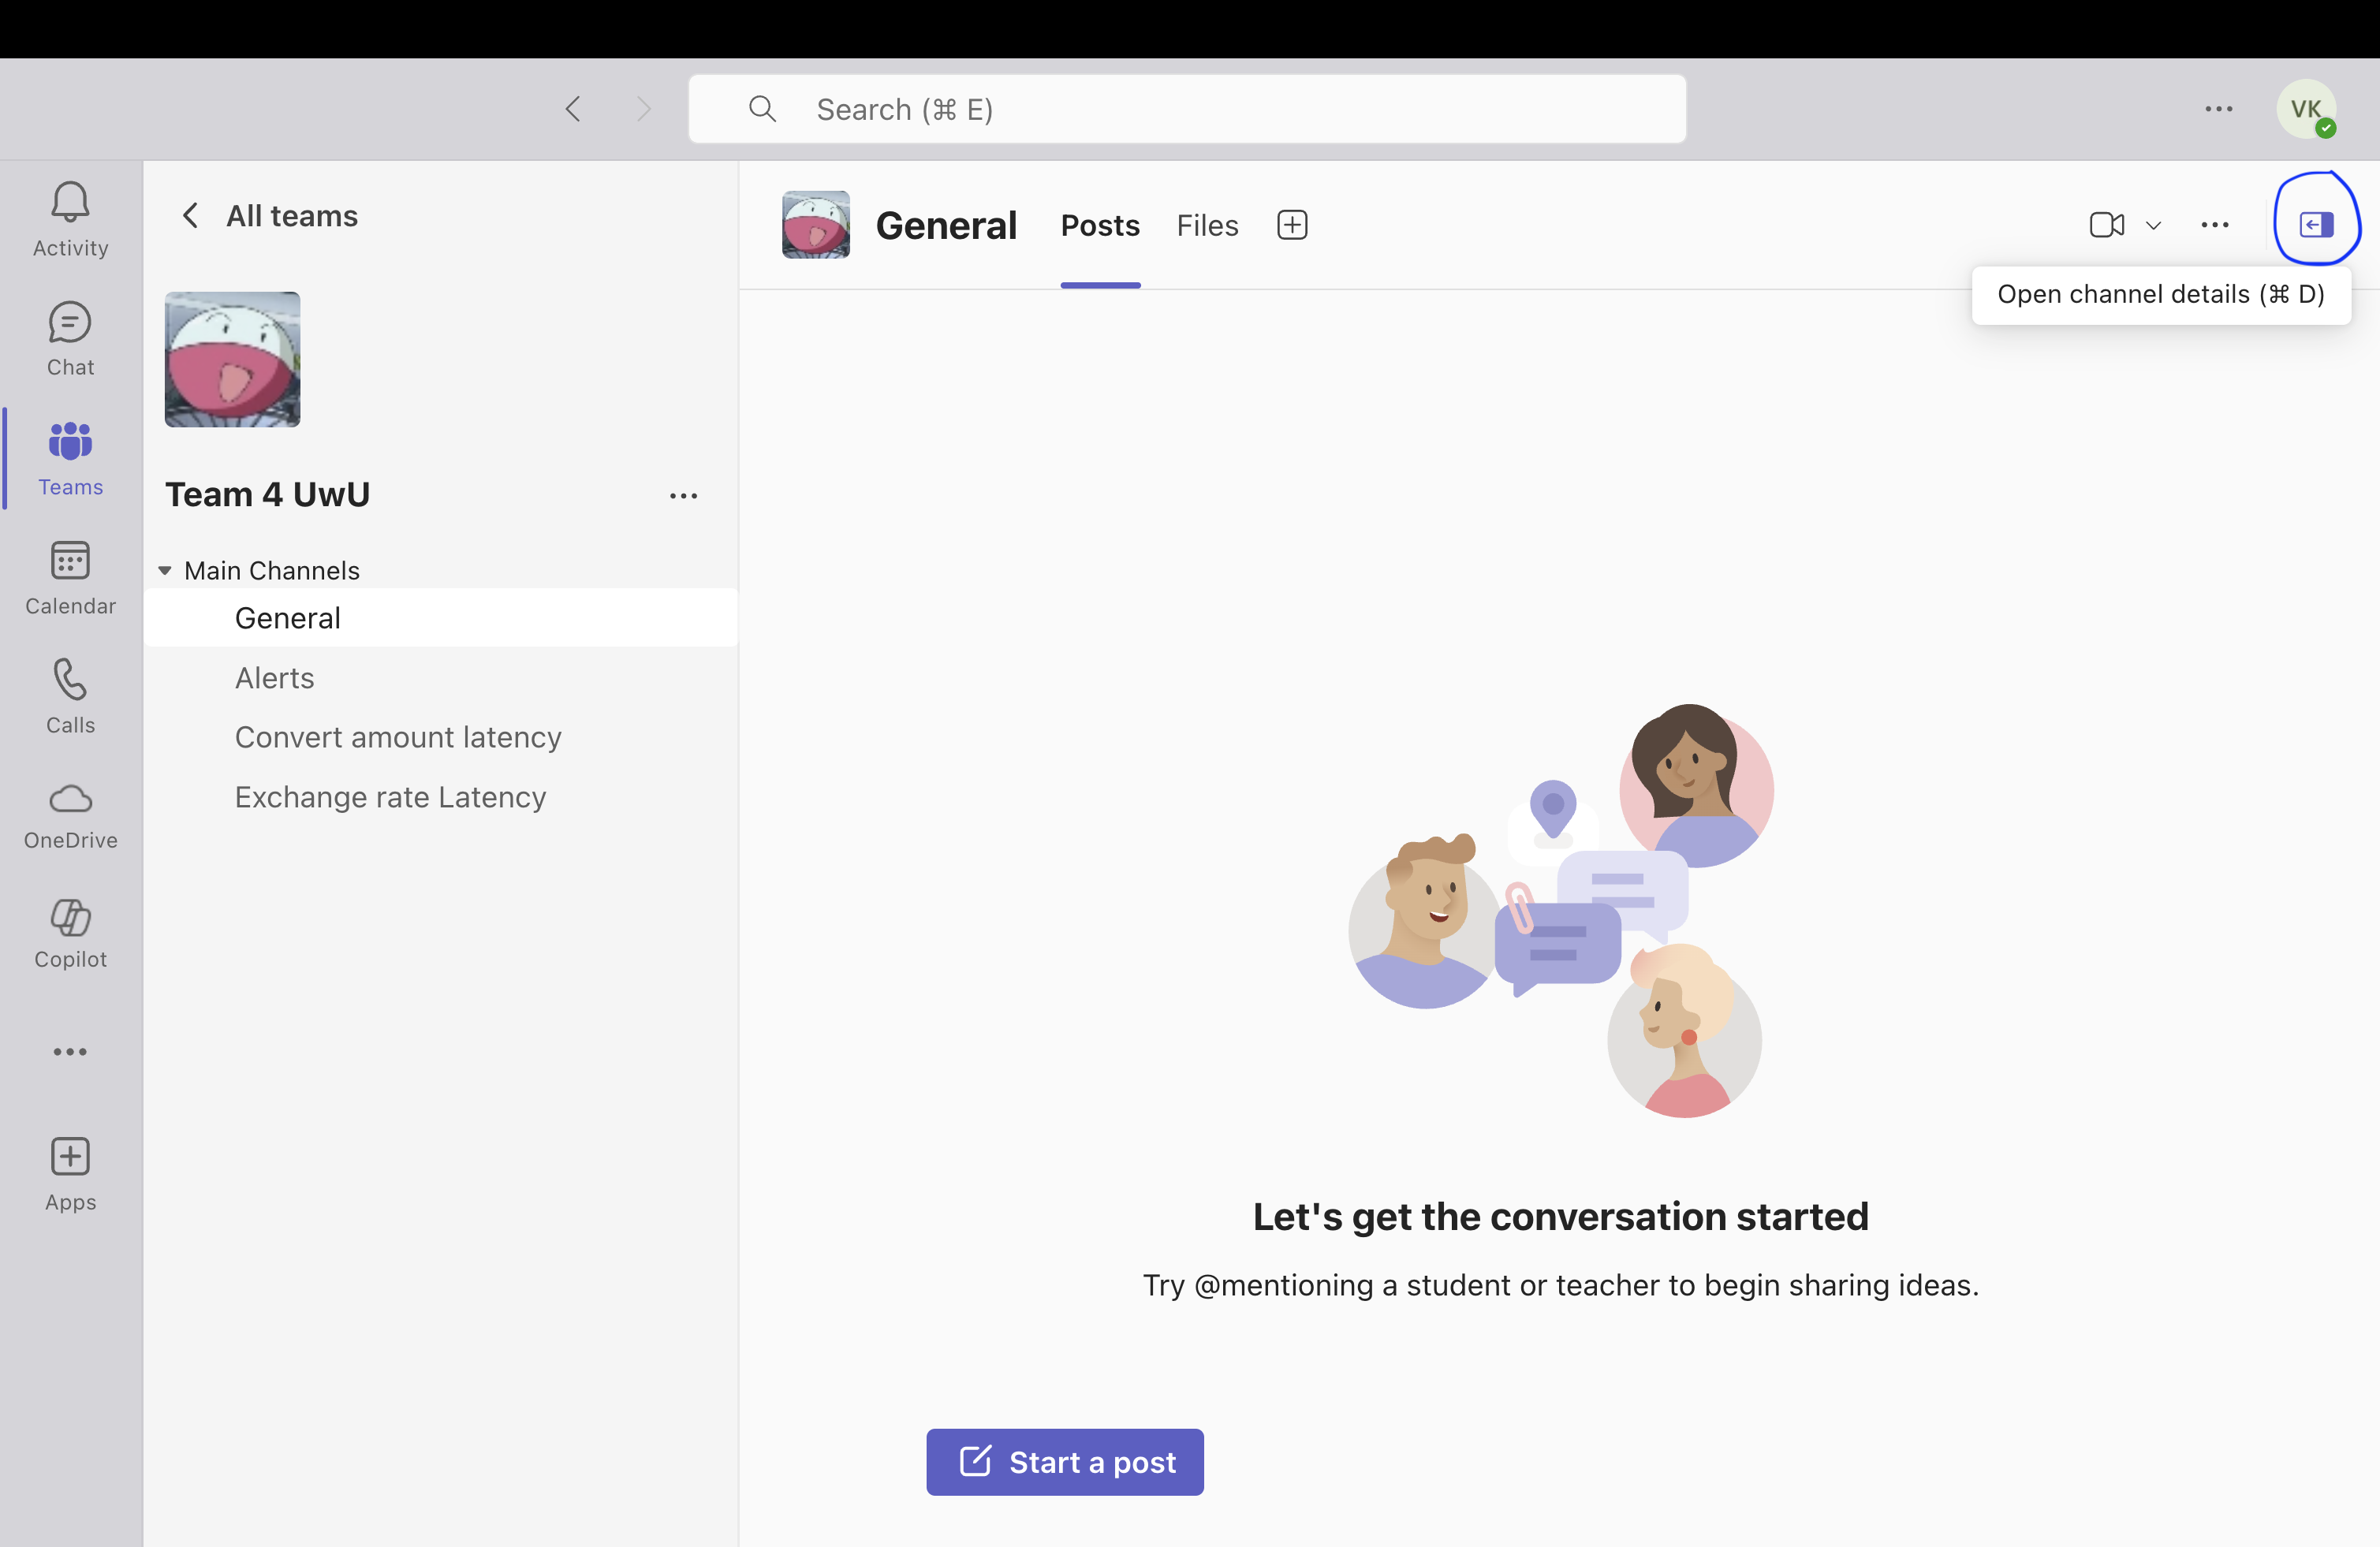 Search (⌘ E)
VK
Activity
Chat
Teams
Calendar
Calls
OneDrive
Copilot
Apps
All teams
Team 4 UwU
Main Channels
General
Alerts
Convert amount latency
Exchange rate Latency
General
Posts
Files
Open channel details (⌘ D)
Let's get the conversation started
Try @mentioning a student or teacher to begin sharing ideas.
Start a post